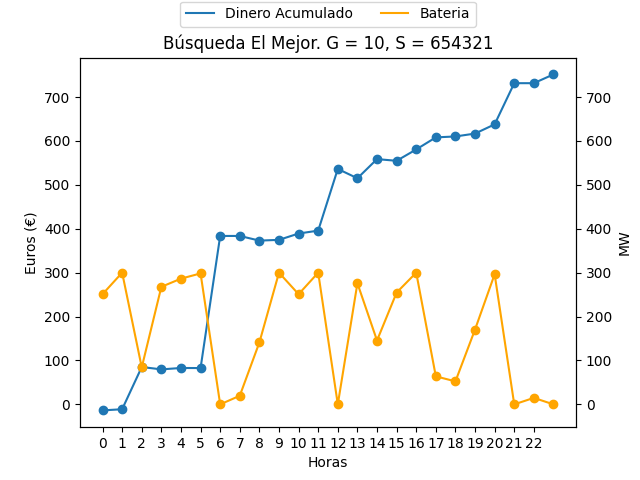 Dinero Acumulado Bateria
Búsqueda El Mejor. G = 10, S = 654321
700 700
600 600
500 500
400 400
300 300
200 200
100 100
0 0
Euros (€)
MW
0 1 2 3 4 5 6 7 8 9 10 11 12 13 14 15 16 17 18 19 20 21 22
Horas